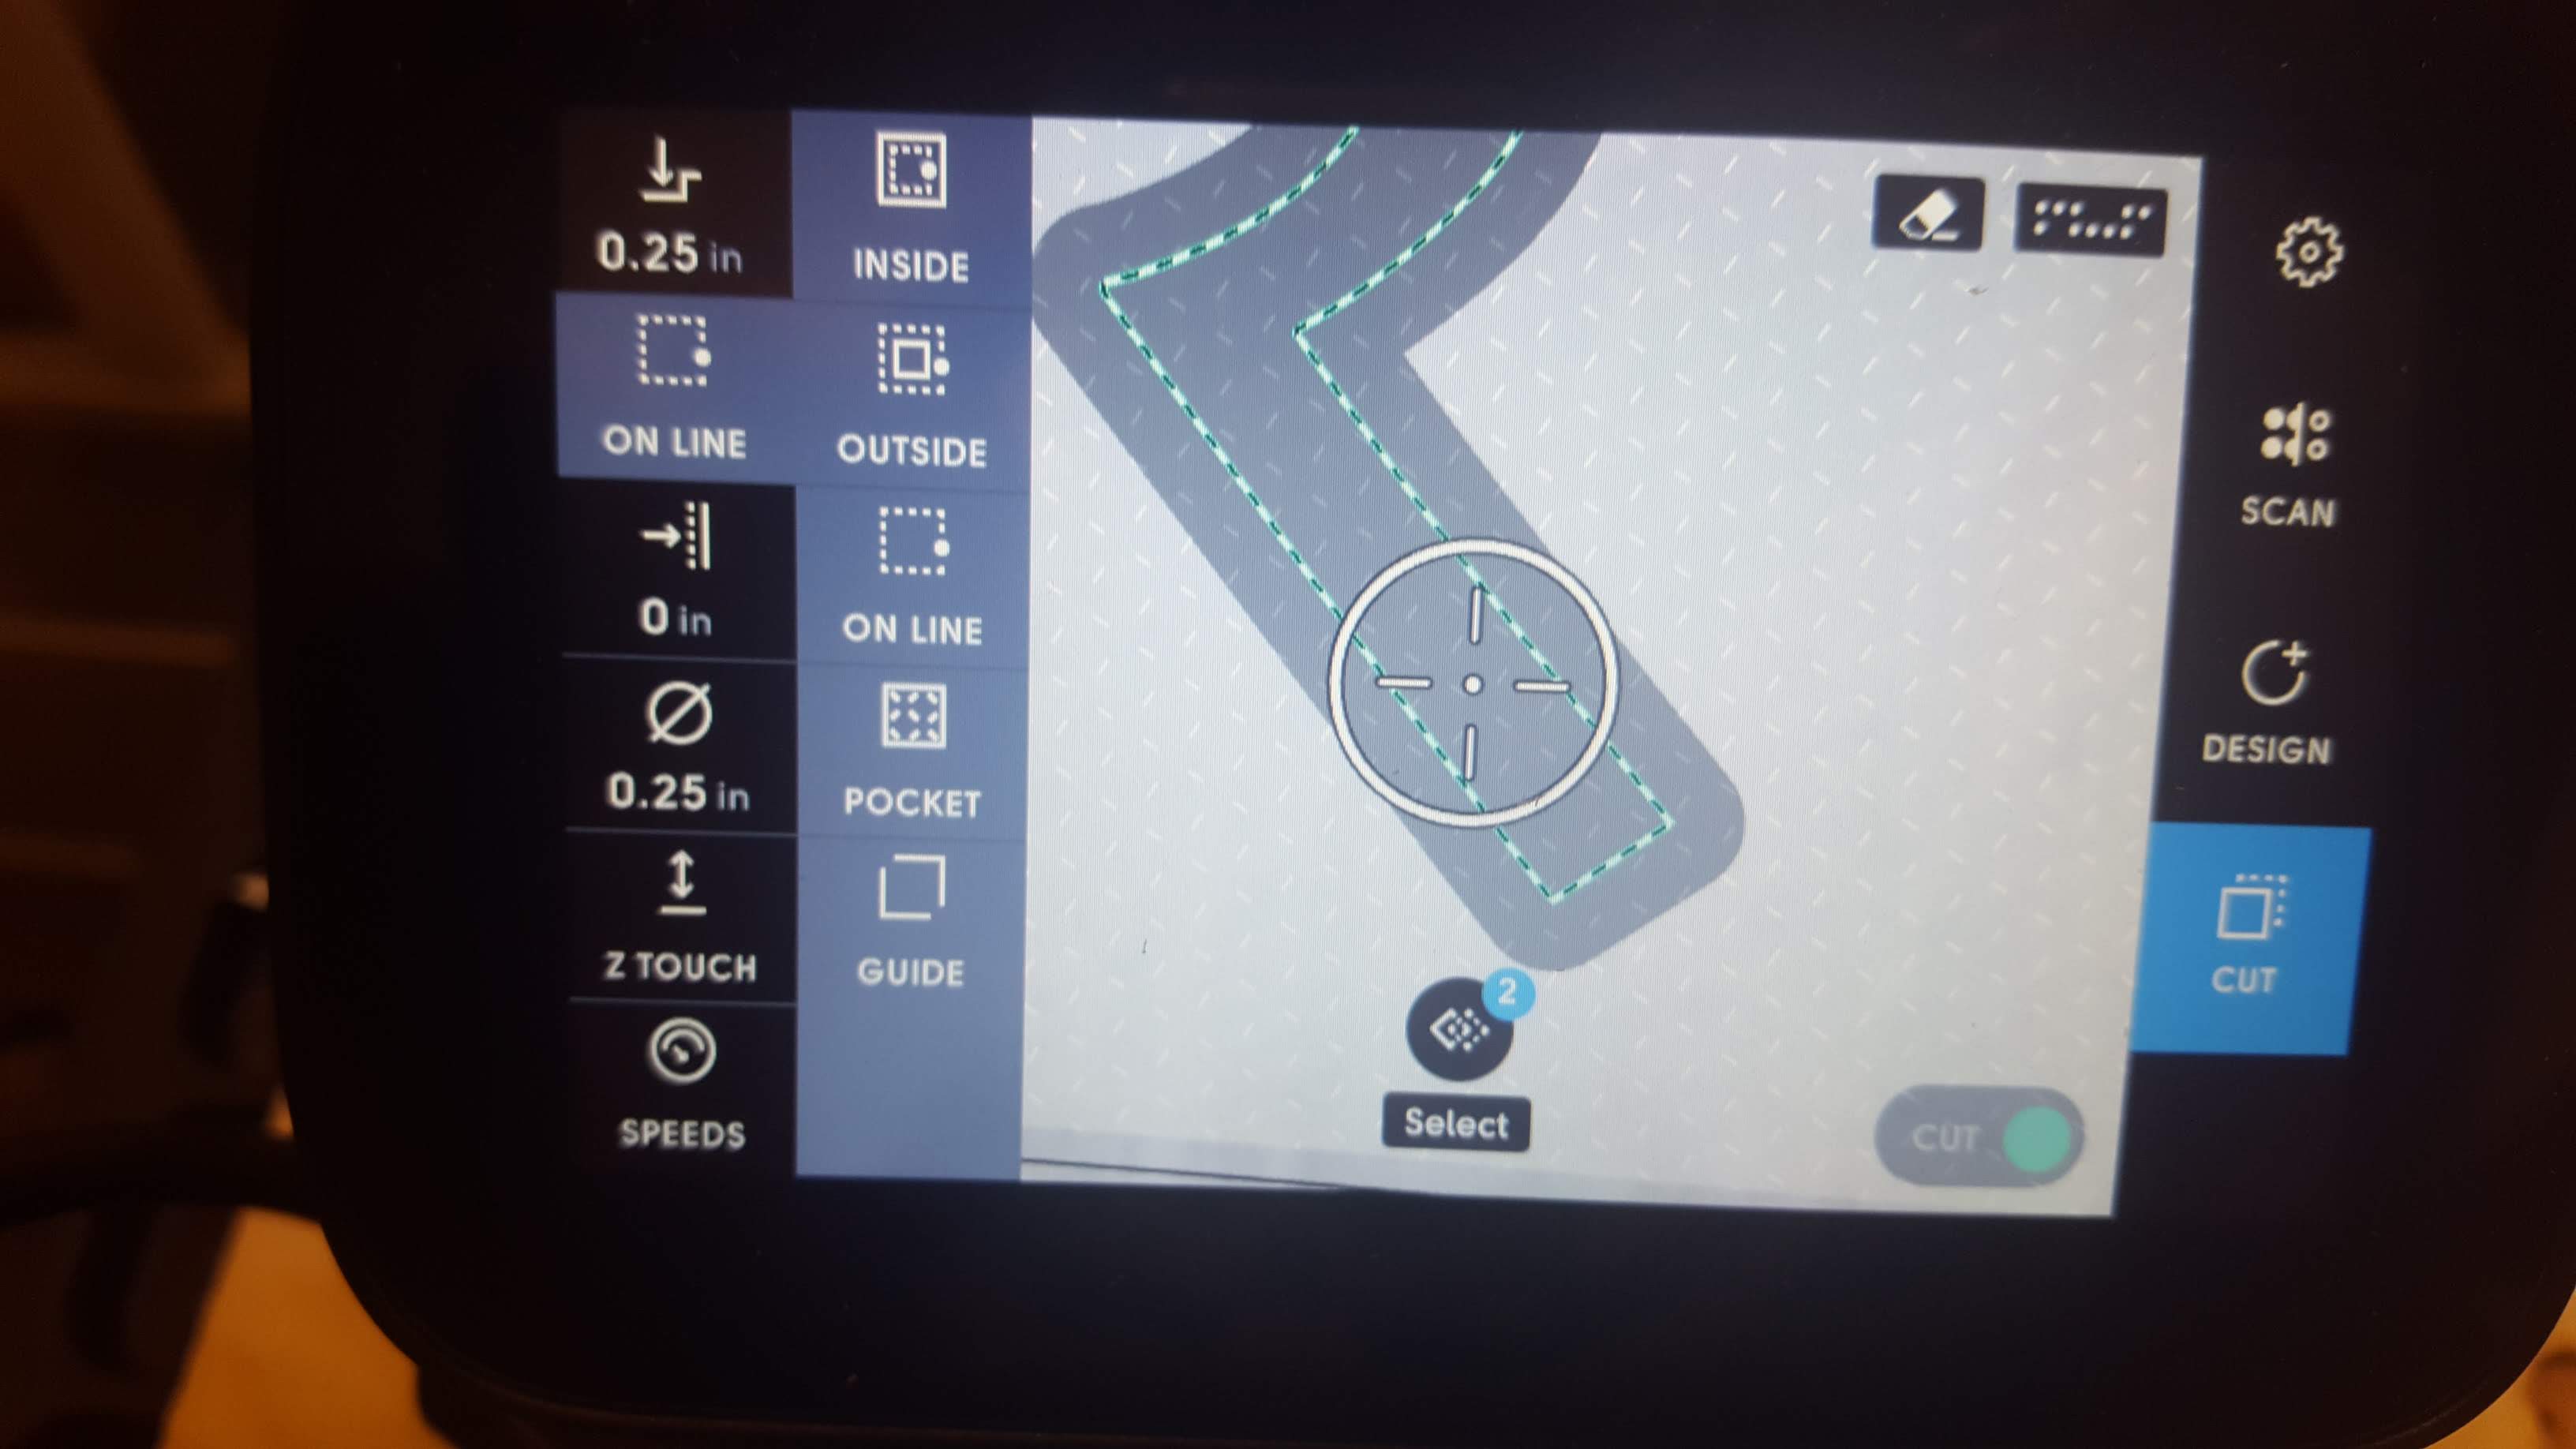 0.25 in
INSIDE
ON LINE
OUTSIDE
0 in
ON LINE
0.25 in
POCKET
Z TOUCH
GUIDE
SPEEDS
2
Select
CUT
SCAN
DESIGN
CUT